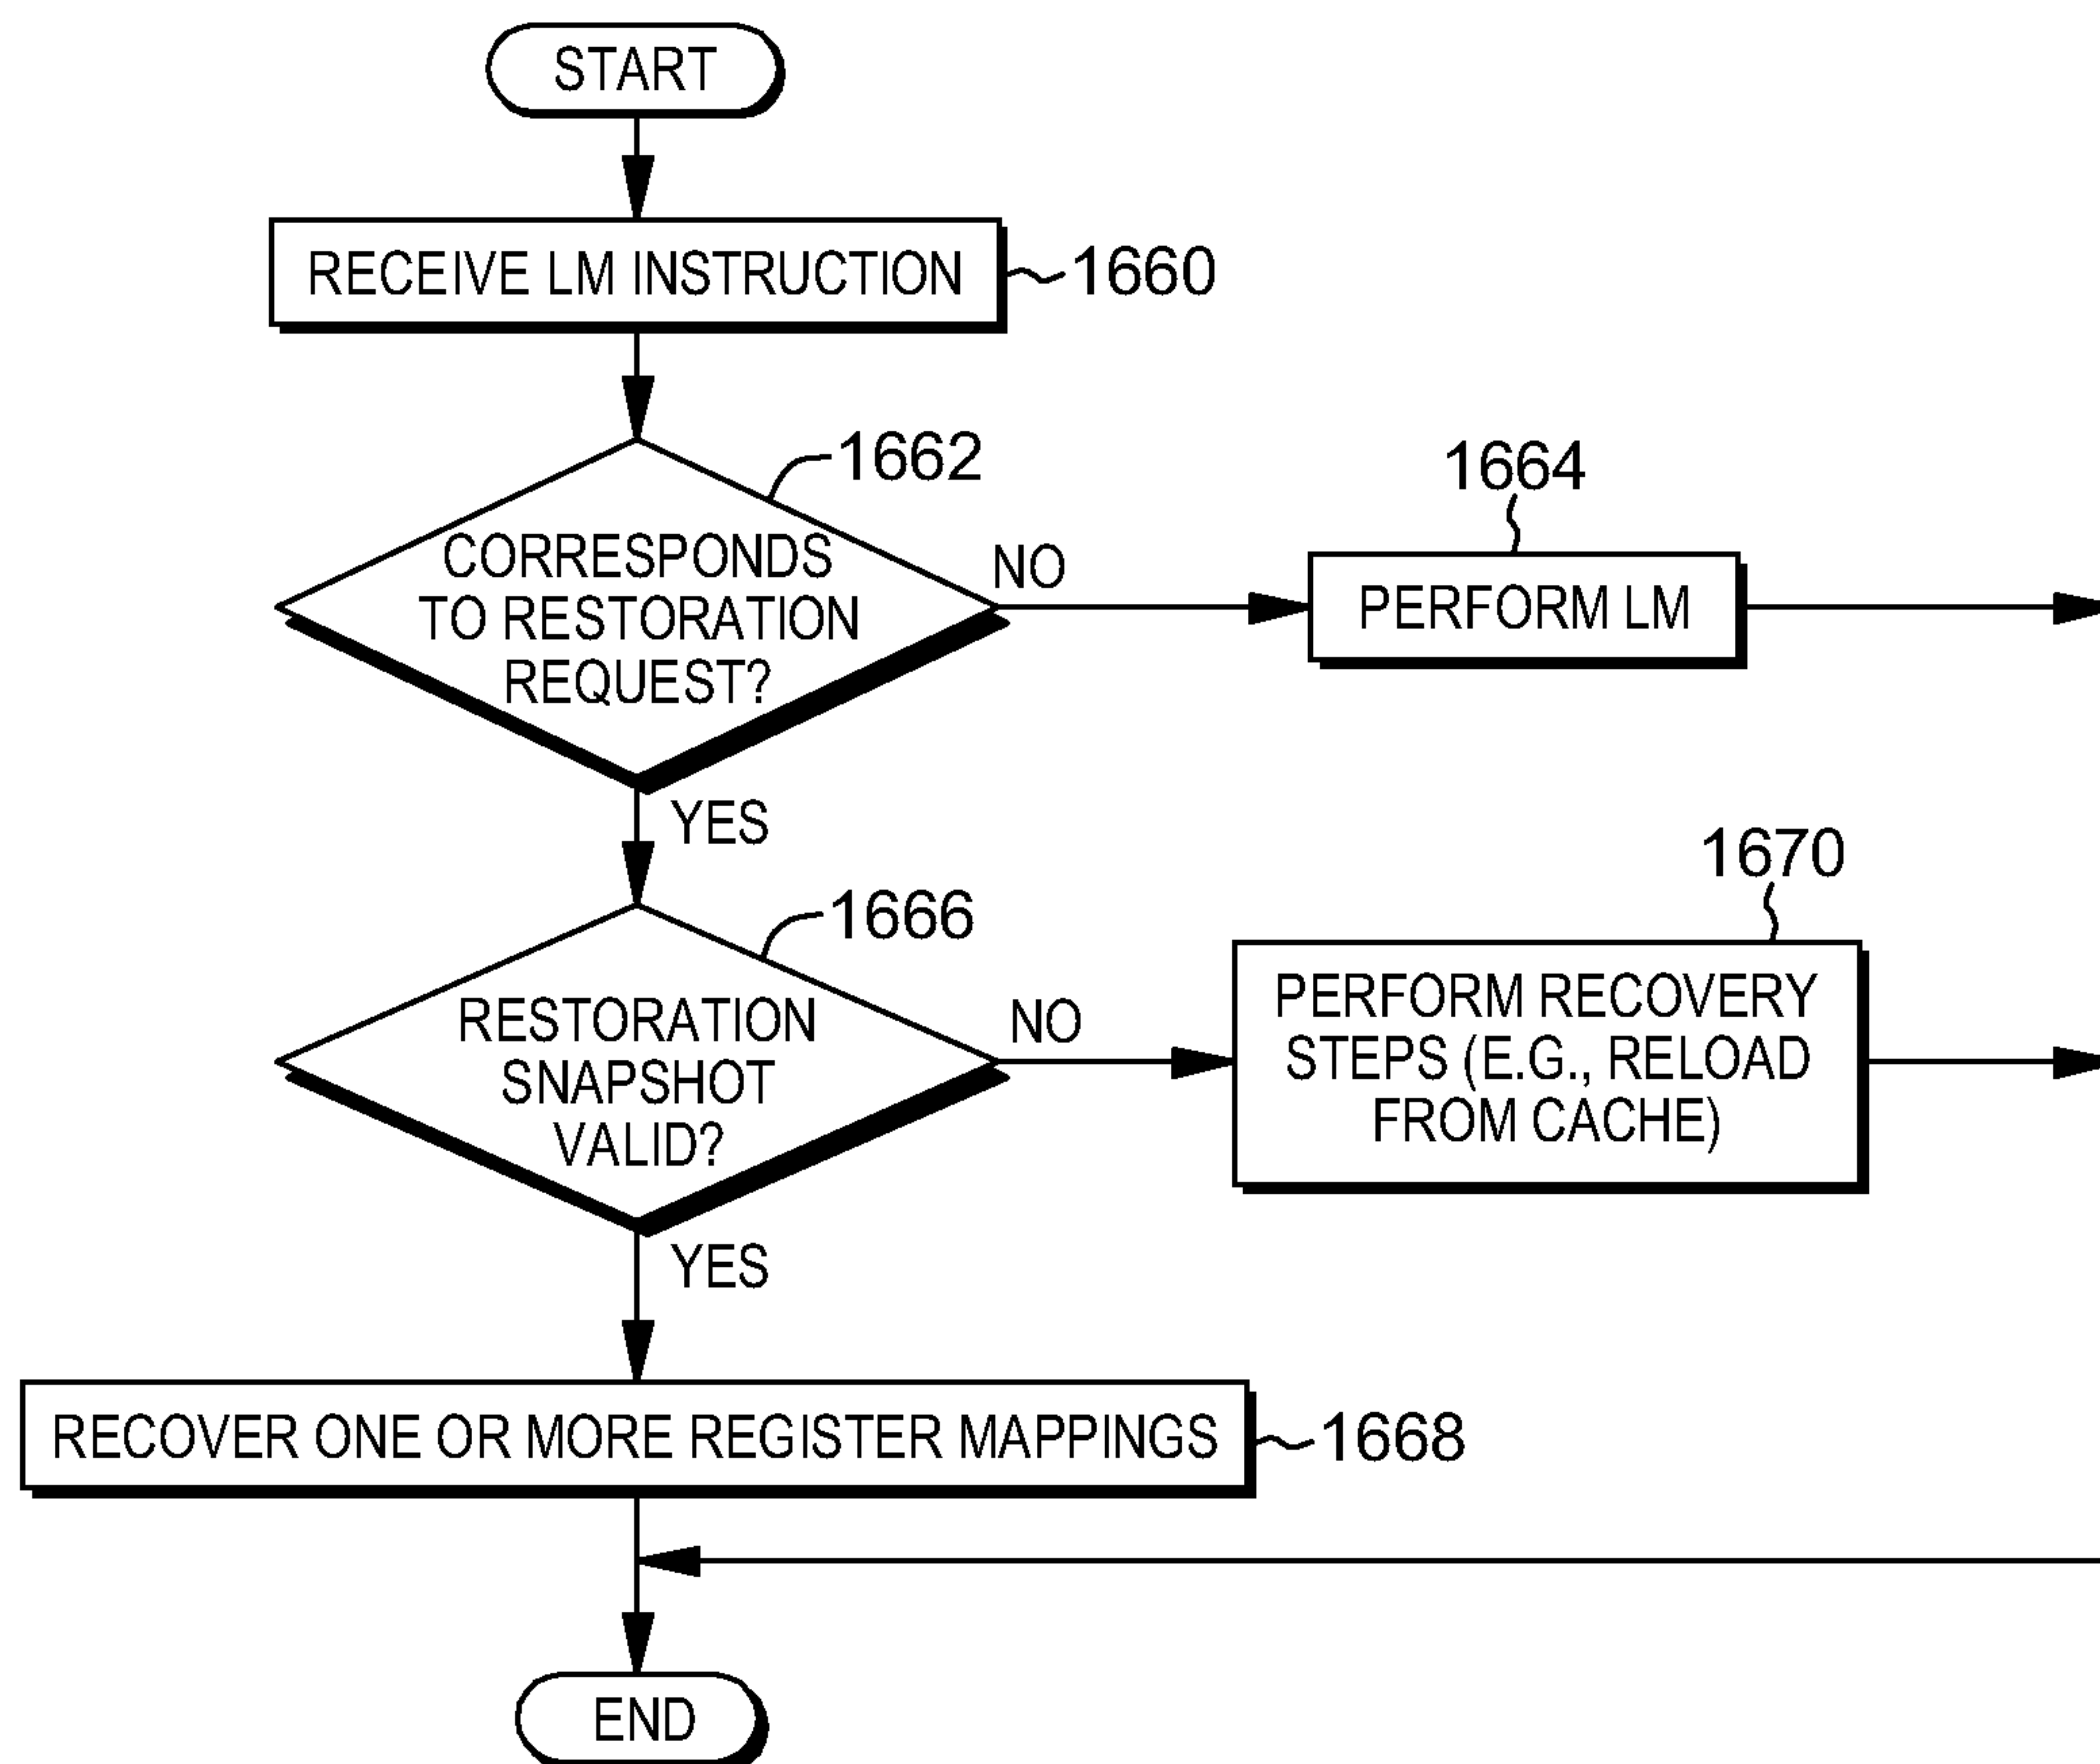 START
RECEIVE LM INSTRUCTION
1660
1662
CORRESPONDS
TO RESTORATION
REQUEST?
NO
1664
PERFORM LM
YES
1666
RESTORATION
SNAPSHOT
VALID?
NO
1670
PERFORM RECOVERY
STEPS (E.G., RELOAD
FROM CACHE)
YES
RECOVER ONE OR MORE REGISTER MAPPINGS
1668
END